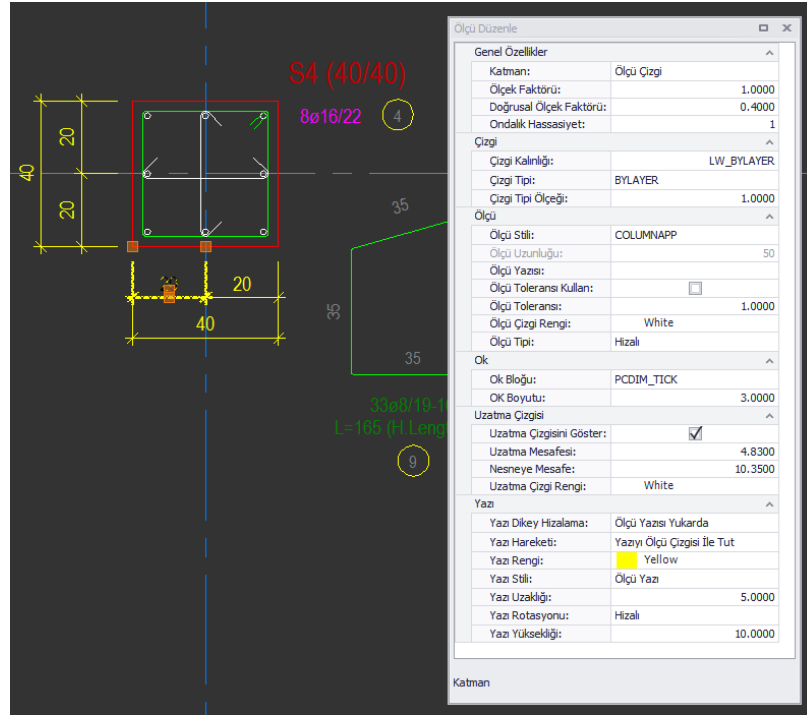 S4 (40/40)
8ø16/22
4
20
20
40
20
40
35
35
35
33ø8/19-1
L=165 (H.Leng
9
Ölçü Düzenle
Genel Özellikler
Katman: Ölçü Çizgi
Ölçek Faktörü: 1.0000
Doğrusal Ölçek Faktörü: 0.4000
Ondalık Hassasiyet: 1
Çizgi
Çizgi Kalınlığı: LW_BYLAYER
Çizgi Tipi: BYLAYER
Çizgi Tipi Ölçeği: 1.0000
Ölçü
Ölçü Stili: COLUMNAPP
Ölçü Uzunluğu: 50
Ölçü Yazısı:
Ölçü Toleransı Kullan:
Ölçü Toleransı: 1.0000
Ölçü Çizgi Rengi: White
Ölçü Tipi: Hizalı
Ok
Ok Bloğu: PCDIM_TICK
OK Boyutu: 3.0000
Uzatma Çizgisi
Uzatma Çizgisini Göster:
Uzatma Mesafesi: 4.8300
Nesneye Mesafe: 10.3500
Uzatma Çizgi Rengi: White
Yazı
Yazı Dikey Hizalama: Ölçü Yazısı Yukarda
Yazı Hareketi: Yazıyı Ölçü Çizgisi İle Tut
Yazı Rengi: Yellow
Yazı Stili: Ölçü Yazı
Yazı Uzaklığı: 5.0000
Yazı Rotasyonu: Hizalı
Yazı Yüksekliği: 10.0000
Katman